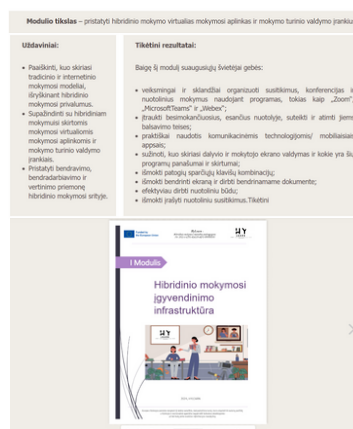 Modulio tikslas – pristatyti hibridinio mokymo virtualias mokymosi aplinkas ir mokymo turinio valdymo įrankiu
Uždaviniai:
• Paaiškinti, kuo skiriasi
tradicinio ir internetinio
mokymosi modeliai,
išryškinant hibridinio
mokymosi privalumus.
• Supažindinti su hibridiniam
mokymuisi skirtomis
mokymosi virtualiomis
mokymosi aplinkomis ir
mokymo turinio valdymo
įrankiais.
• Pristatyti bendravimo,
bendradarbiavimo ir
vertinimo priemonę
hibridinio mokymosi srityje.
Tikėtini rezultatai:
Baigę šį modulį suaugusiųjų švietėjai gebės:
• veiksmingai ir sklandžiai organizuoti susitikimus, konferencijas i
nuotolinius mokymus naudojant programas, tokias kaip „Zoom“,
„MicrosoftTeams“ ir „Webex“;
• įtraukti besimokančiuosius, esančius nuotolyje, suteikti ir atimti jiems
balsavimo teises;
• praktiškai naudotis komunikacinėmis technologijomis/ mobiliaisiais
appsais;
• sužinoti, kuo skiriasi dalyvio ir mokytojo ekrano valdymas ir kokie yra šių
programų panašumai ir skirtumai;
• išmokti patogių sparčiųjų klavišų kombinacijų;
• išmokti bendrinti ekraną ir dirbti bendriname dokumente;
• efektyviau dirbti nuotoliniu būdu;
• išmokti įrašyti nuotolinius susitikimus.Tikėtini
I Modulis
Hibridinio mokymosi
įgyvendinimo
infrastruktūra